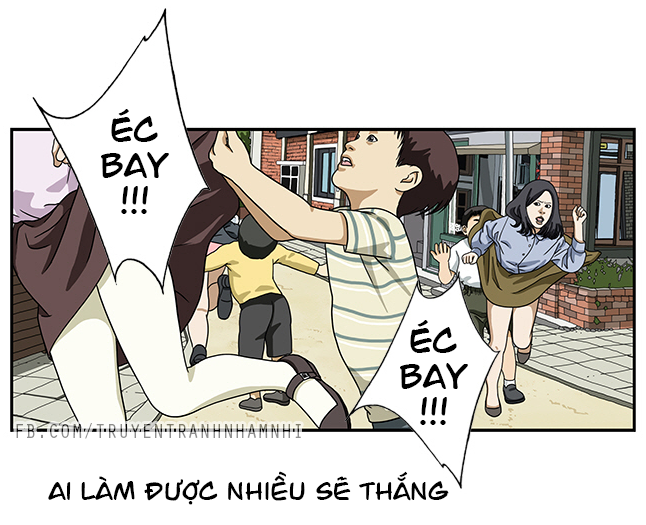 ÉC
BAY
!!!
ÉC
BAY
!!!
FB.COM/TRUYENTRANHNHAMNHI
AI LÀM ĐƯỢC NHIỀU SẼ THẮNG